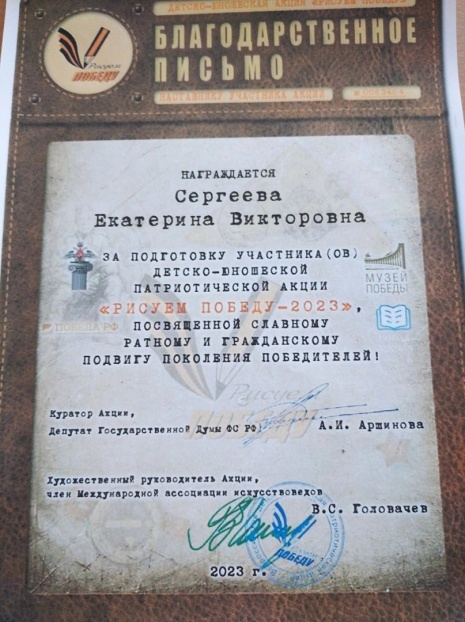 ДЕТСКО-ЮНОШЕСКАЯ АКЦИЯ «РИСУЕМ ПОБЕДУ»
БЛАГОДАРСТВЕННОЕ
ПИСЬМО
Рисуем
ПОБЕДУ
НАСТАВНИКУ УЧАСТНИКА АКЦИИ
НАГРАЖДАЕТСЯ
Сергеева
Екатерина Викторовна
ЗА ПОДГОТОВКУ УЧАСТНИКА(ОВ)
ДЕТСКО-ЮНОШЕСКОЙ
ПАТРИОТИЧЕСКОЙ АКЦИИ
«РИСУЕМ ПОБЕДУ-2023»,
ПОСВЯЩЕННОЙ СЛАВНОМУ
РАТНОМУ И ГРАЖДАНСКОМУ
ПОДВИГУ ПОКОЛЕНИЯ ПОБЕДИТЕЛЕЙ!
МУЗЕЙ
ПОБЕДЫ
ПОБЕДА РФ
Рисуем
ПОБЕДУ
Куратор Акции,
Депутат Государственной Думы ФС РФ
А.И. Аршинова
Художественный руководитель Акции,
член Международной ассоциации искусствоведов
В.С. Головачев
ПОБЕДУ
2023 г.